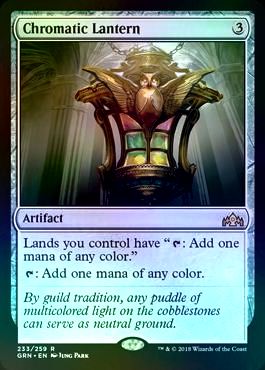 Chromatic Lantern 3
Artifact
Lands you control have “: Add one
mana of any color.”
: Add one mana of any color.
By guild tradition, any puddle of
multicolored light on the cobblestones
can serve as neutral ground.
233/259 R
GRN • EN Jung Park
™ & © 2018 Wizards of the Coast